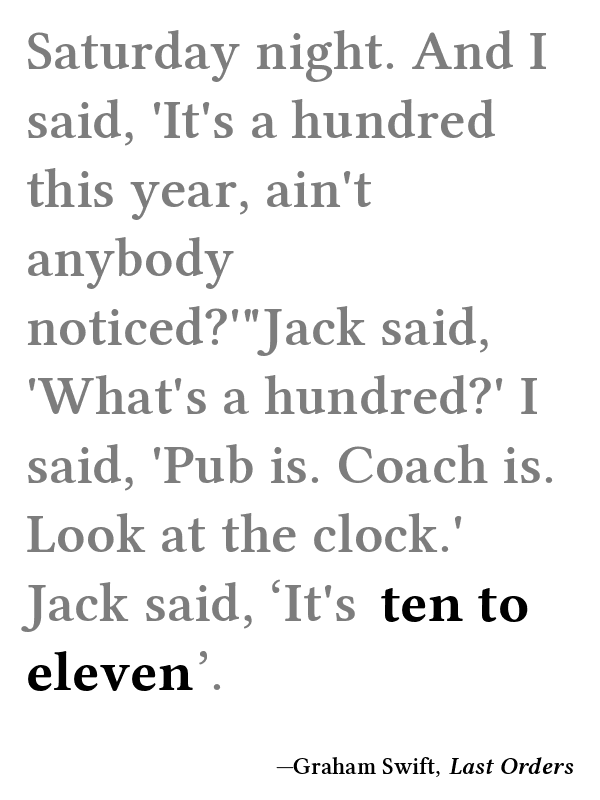 Saturday night. And I
said, 'It's a hundred
this year, ain't
anybody
noticed?'"Jack said,
'What's a hundred?' I
said, 'Pub is. Coach is.
Look at the clock.'
Jack said, ‘It's ten to
eleven’.
—Graham Swift, Last Orders